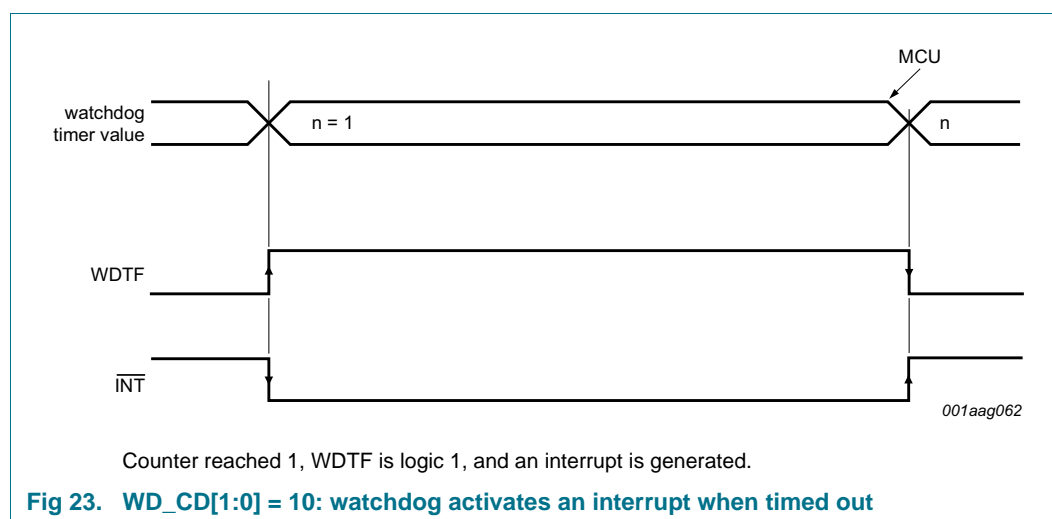 MCU
watchdog
timer value
n = 1
n
WDTF
INT
001aag062
Counter reached 1, WDTF is logic 1, and an interrupt is generated.
Fig 23. WD_CD[1:0] = 10: watchdog activates an interrupt when timed out